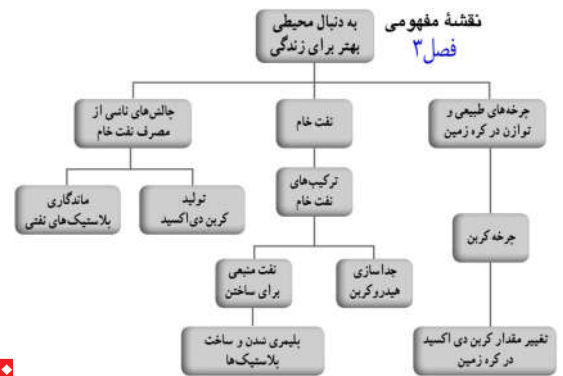 نقشهٔ مفهومی
فصل۳
به دنبال محیطی
بهتر برای زندگی
چرخه‌های طبیعی و
توازن در کره زمین
نفت خام
چالش‌های ناشی از
مصرف نفت خام
ترکیب‌های
نفت خام
تولید
کربن دی‌اکسید
ماندگاری
پلاستیک‌های نفتی
چرخه کربن
جداسازی
هیدروکربن
نفت منبعی
برای ساختن
تغییر مقدار کربن دی اکسید
در کره زمین
پلیمری شدن و ساخت
پلاستیک‌ها